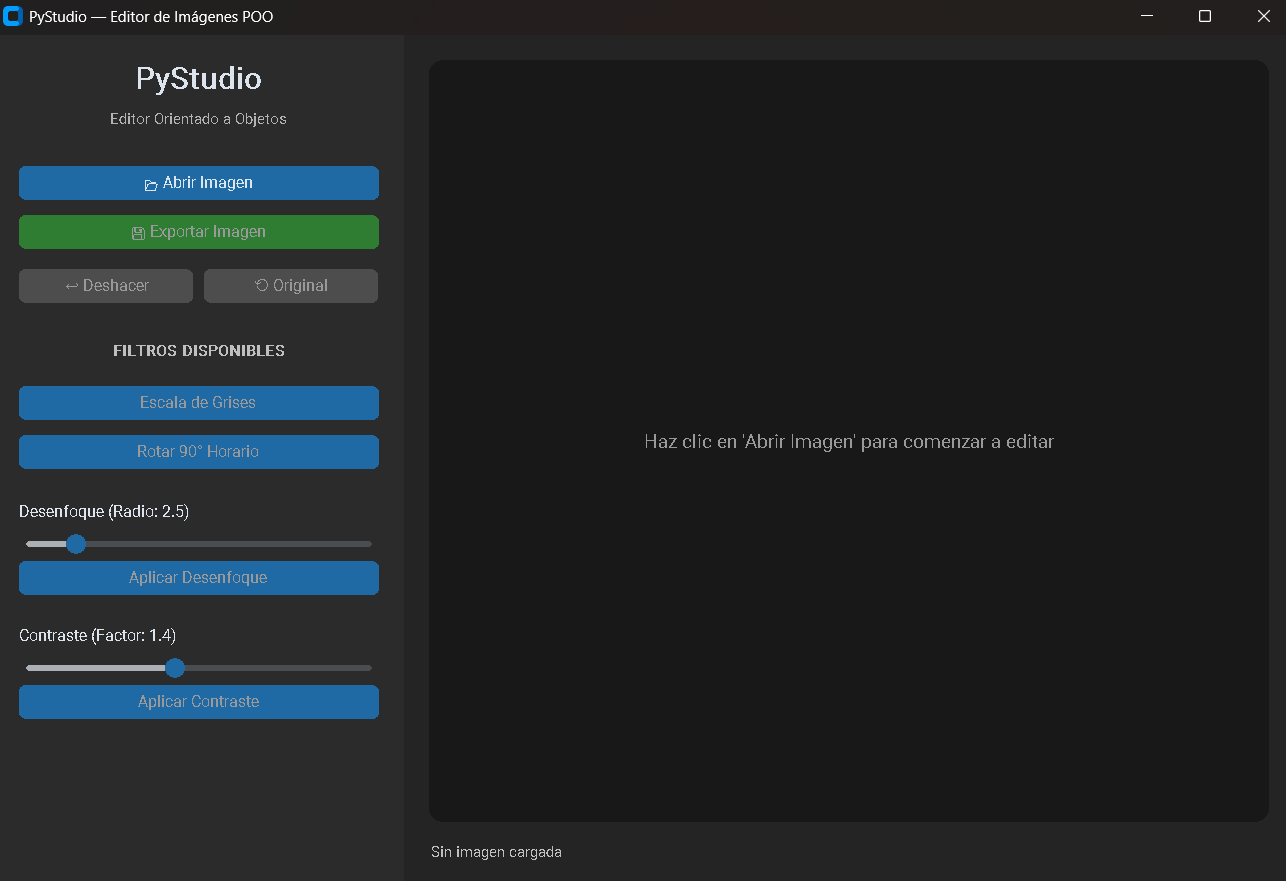 PyStudio — Editor de Imágenes POO
PyStudio
Editor Orientado a Objetos
Abrir Imagen
Exportar Imagen
↩ Deshacer
⟲ Original
FILTROS DISPONIBLES
Escala de Grises
Rotar 90° Horario
Desenfoque (Radio: 2.5)
Aplicar Desenfoque
Contraste (Factor: 1.4)
Aplicar Contraste
Haz clic en 'Abrir Imagen' para comenzar a editar
Sin imagen cargada